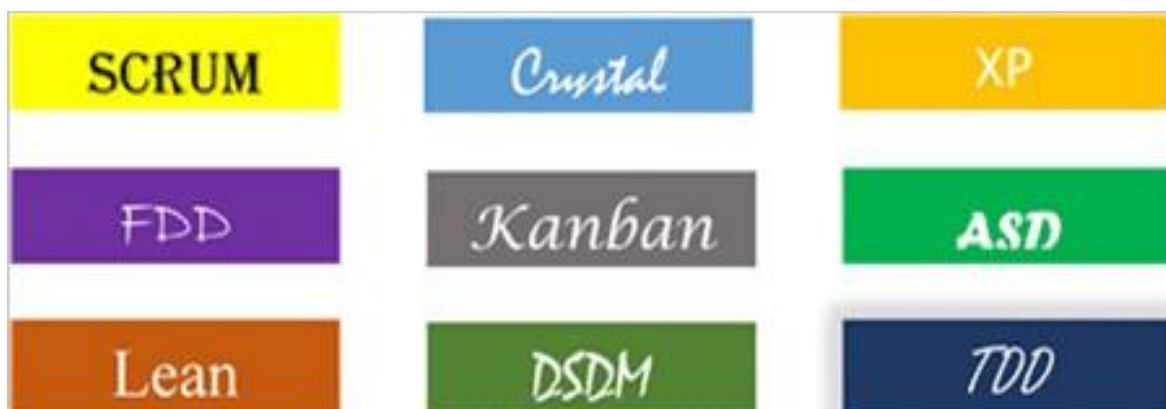 SCRUM
Crystal
XP
FDD
Kanban
ASD
Lean
DSDM
TDD